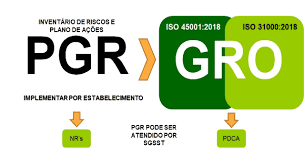 INVENTÁRIO DE RISCOS E
PLANO DE AÇÕES
PGR
IMPLEMENTAR POR ESTABELECIMENTO
NR's
ISO 45001:2018
ISO 31000:2018
GRO
PGR PODE SER
ATENDIDO POR
SGSST
PDCA